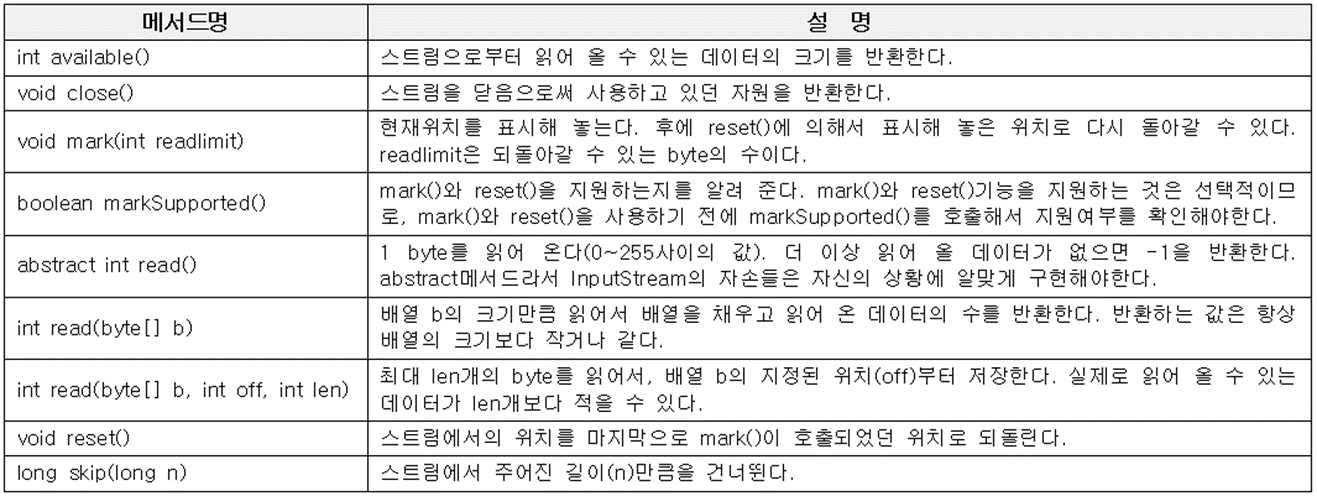 메서드명 설 명
int available() 스트림으로부터 읽어 올 수 있는 데이터의 크기를 반환한다.
void close() 스트림을 닫음으로써 사용하고 있던 자원을 반환한다.
void mark(int readlimit) 현재위치를 표시해 놓는다. 후에 reset()에 의해서 표시해 놓은 위치로 다시 돌아갈 수 있다.
readlimit은 되돌아갈 수 있는 byte의 수이다.
boolean markSupported() mark()와 reset()을 지원하는지를 알려 준다. mark()와 reset()기능을 지원하는 것은 선택적이므
로, mark()와 reset()을 사용하기 전에 markSupported()를 호출해서 지원여부를 확인해야한다.
abstract int read() 1 byte를 읽어 온다(0~255사이의 값). 더 이상 읽어 올 데이터가 없으면 -1을 반환한다.
abstract메서드라서 InputStream의 자손들은 자신의 상황에 알맞게 구현해야한다.
int read(byte[] b) 배열 b의 크기만큼 읽어서 배열을 채우고 읽어 온 데이터의 수를 반환한다. 반환하는 값은 항상
배열의 크기보다 작거나 같다.
int read(byte[] b, int off, int len) 최대 len개의 byte를 읽어서, 배열 b의 지정된 위치(off)부터 저장한다. 실제로 읽어 올 수 있는
데이터가 len개보다 적을 수 있다.
void reset() 스트림에서의 위치를 마지막으로 mark()이 호출되었던 위치로 되돌린다.
long skip(long n) 스트림에서 주어진 길이(n)만큼을 건너뛴다.